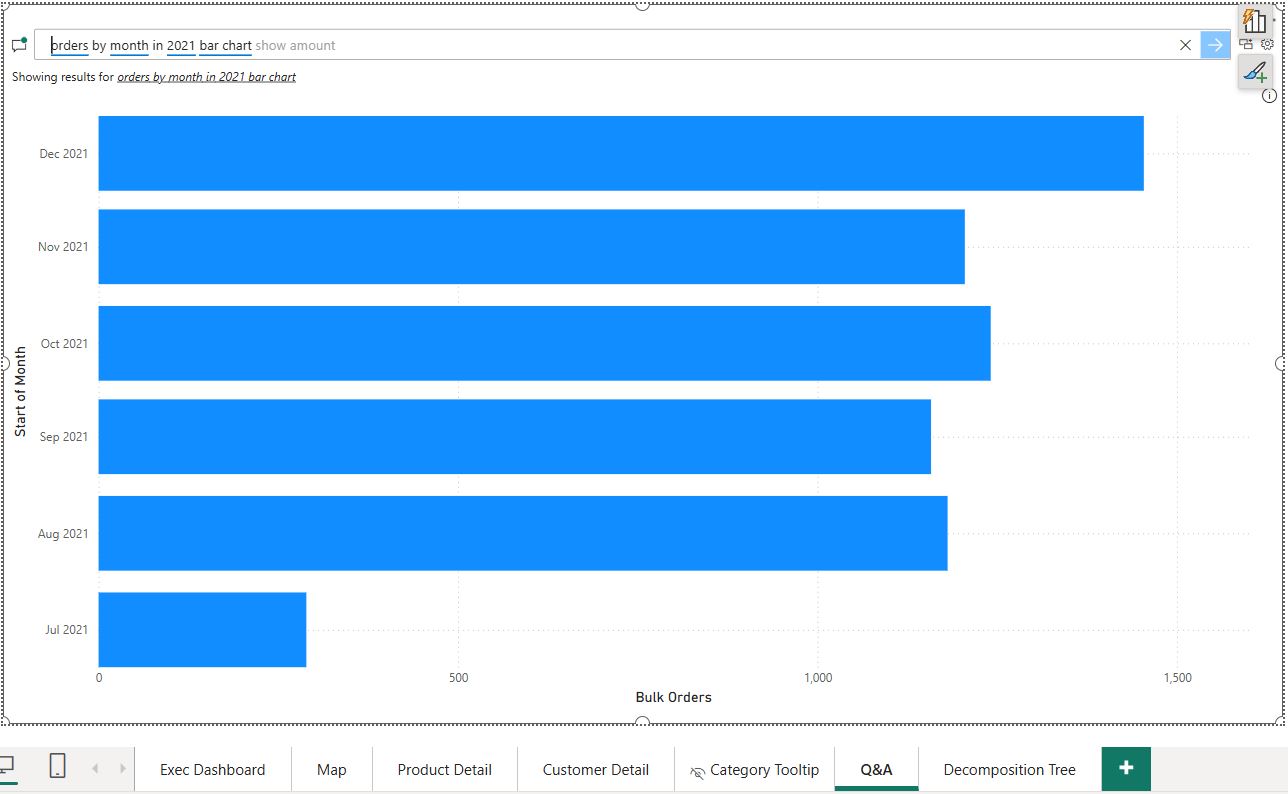 orders by month in 2021 bar chart show amount
Showing results for orders by month in 2021 bar chart
Dec 2021
Nov 2021
Oct 2021
Sep 2021
Aug 2021
Jul 2021
Start of Month
0 500 1,000 1,500
Bulk Orders
Exec Dashboard Map Product Detail Customer Detail Category Tooltip Q&A Decomposition Tree